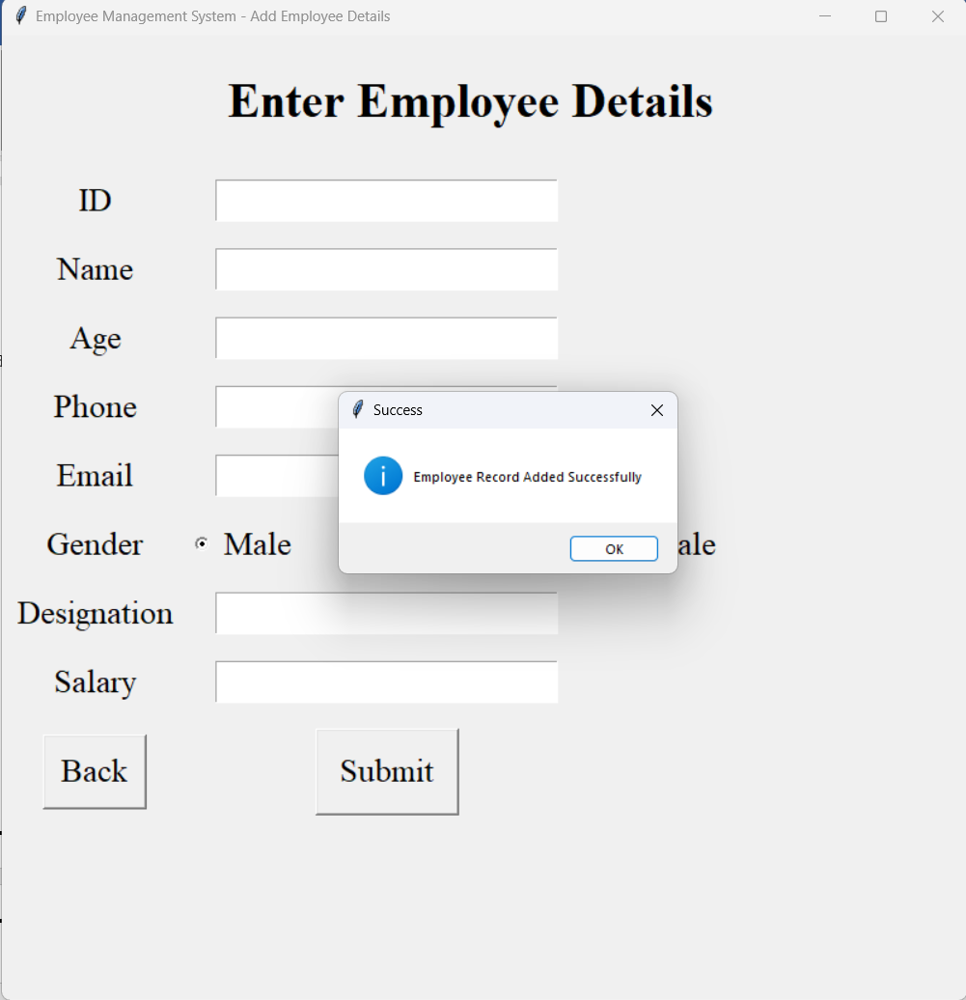 Employee Management System - Add Employee Details
Enter Employee Details
ID
Name
Age
Phone
Success
Email
Employee Record Added Successfully
Gender
Male
OK
ale
Designation
Salary
Back
Submit